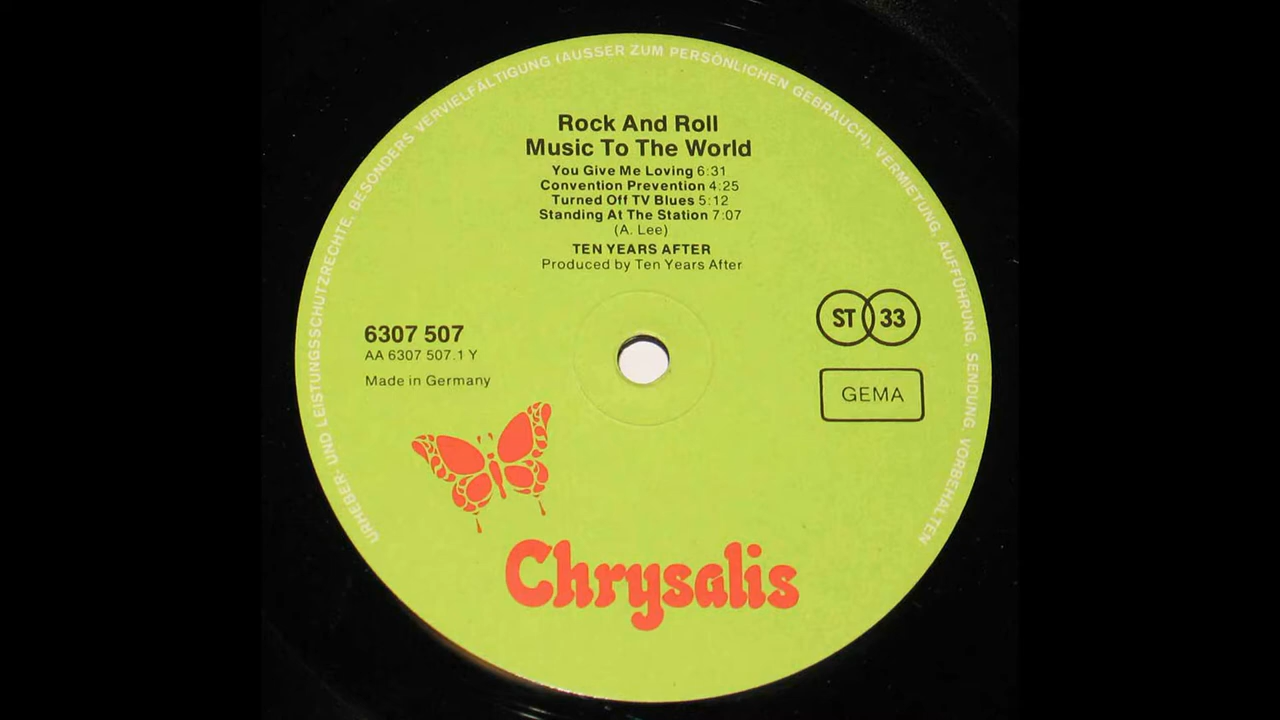 URHEBER- UND LEISTUNGSSCHUTZRECHTE, BESONDERS VERVIELFÄLTIGUNG (AUSSER ZUM PERSÖNLICHEN GEBRAUCH), VERMIETUNG, AUFFÜHRUNG, SENDUNG, VORBEHALTEN
Rock And Roll
Music To The World
You Give Me Loving 6:31
Convention Prevention 4:25
Turned Off TV Blues 5:12
Standing At The Station 7:07
(A. Lee)
TEN YEARS AFTER
Produced by Ten Years After
6307 507
AA 6307 507.1 Y
Made in Germany
ST 33
GEMA
Chrysalis